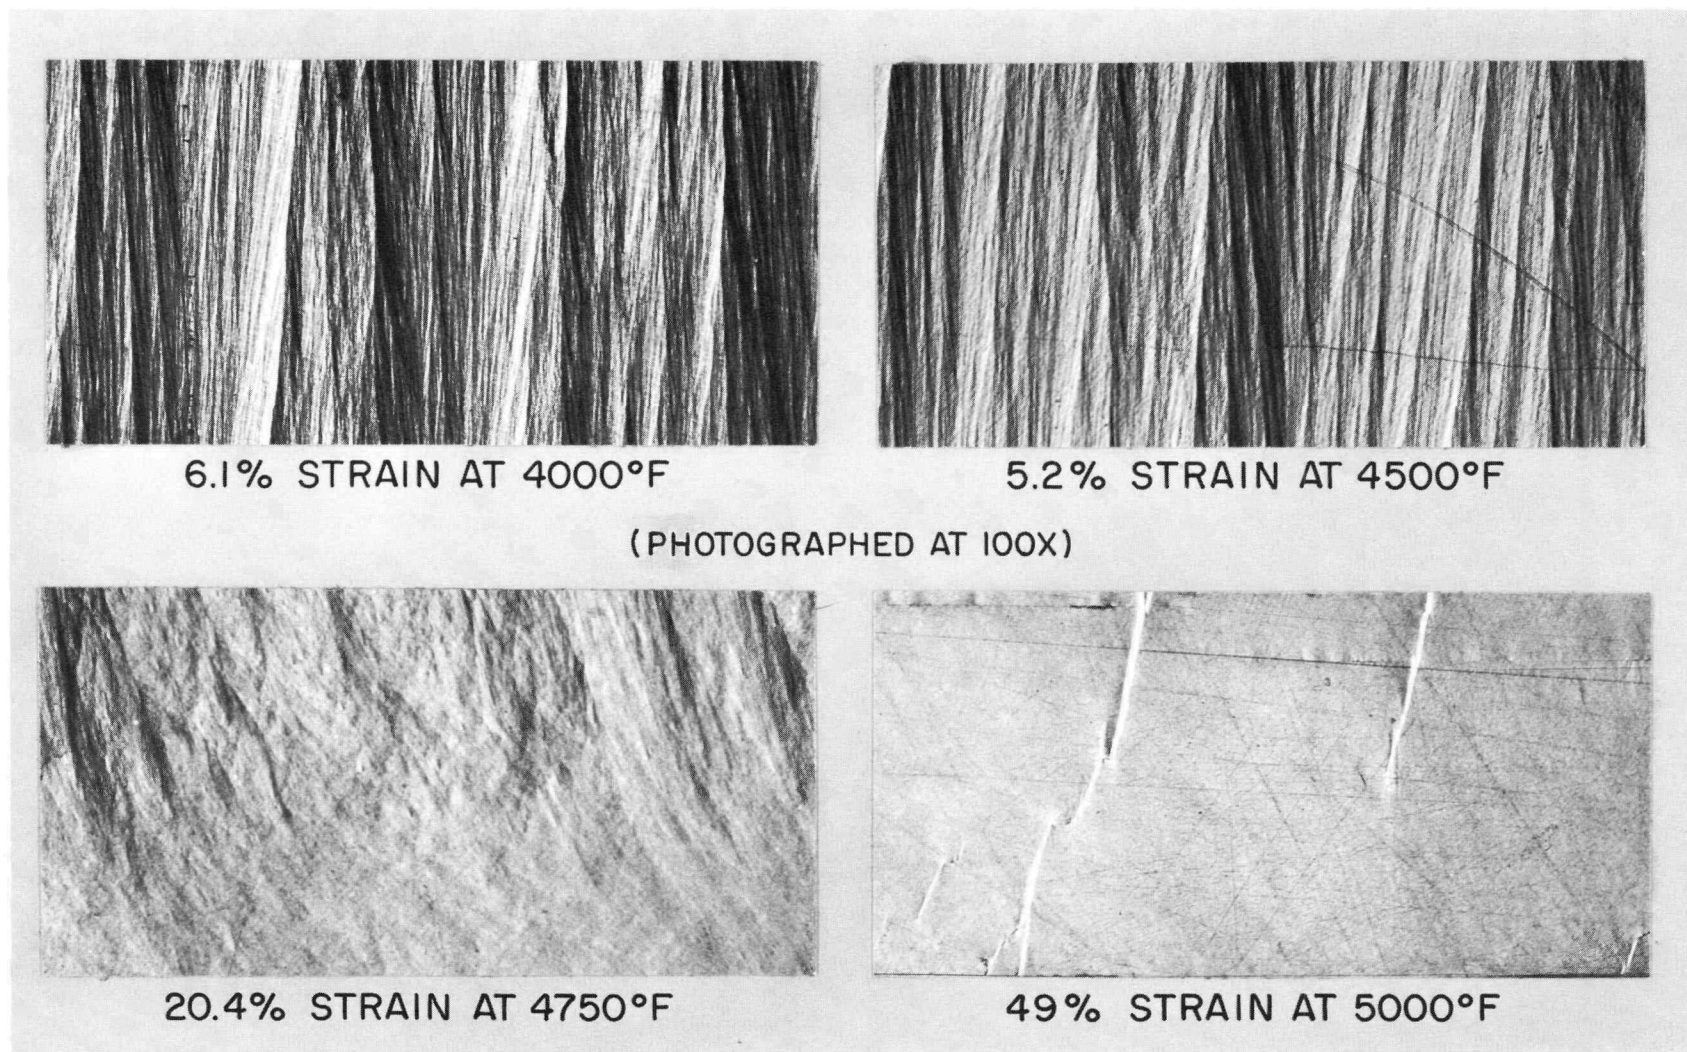 6.1% STRAIN AT 4000°F
5.2% STRAIN AT 4500°F
(PHOTOGRAPHED AT 100X)
20.4% STRAIN AT 4750°F
49% STRAIN AT 5000°F